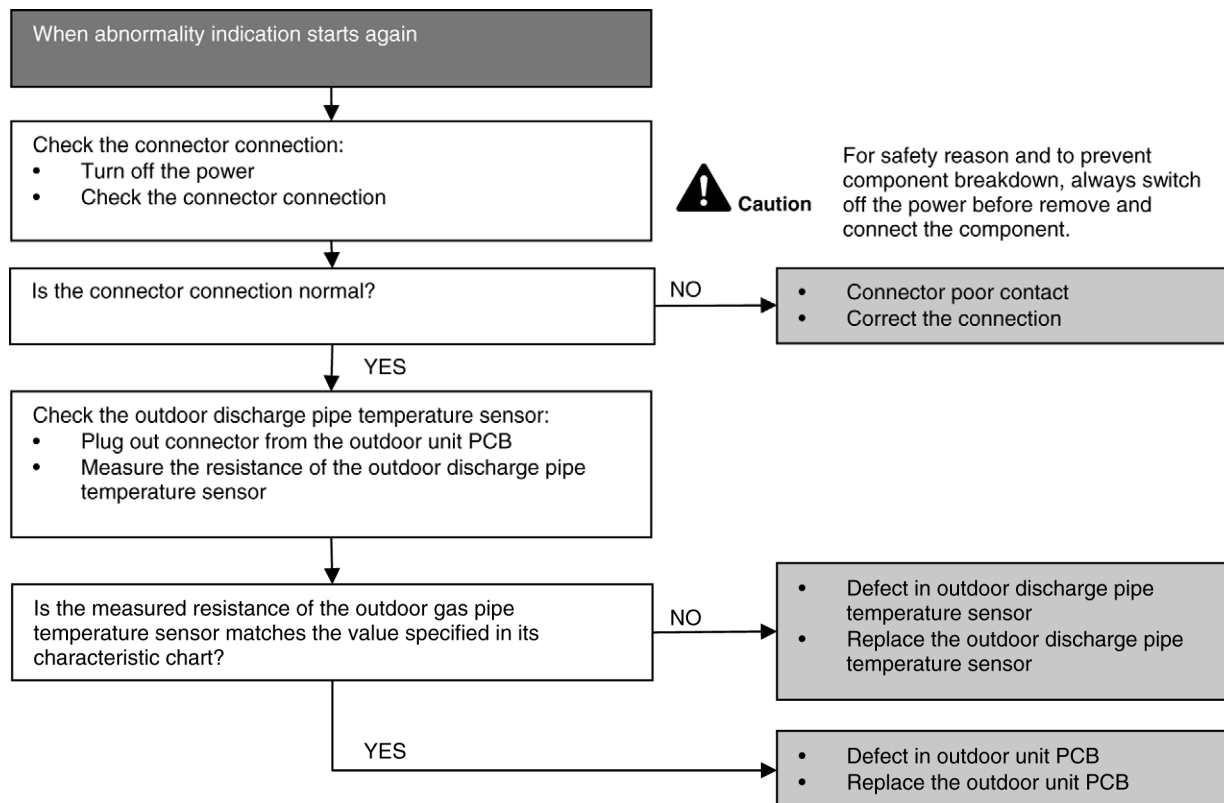 When abnormality indication starts again
Check the connector connection:
• Turn off the power
• Check the connector connection
Caution
For safety reason and to prevent
component breakdown, always switch
off the power before remove and
connect the component.
Is the connector connection normal?
NO
• Connector poor contact
• Correct the connection
YES
Check the outdoor discharge pipe temperature sensor:
• Plug out connector from the outdoor unit PCB
• Measure the resistance of the outdoor discharge pipe
temperature sensor
Is the measured resistance of the outdoor gas pipe
temperature sensor matches the value specified in its
characteristic chart?
NO
• Defect in outdoor discharge pipe
temperature sensor
• Replace the outdoor discharge pipe
temperature sensor
YES
• Defect in outdoor unit PCB
• Replace the outdoor unit PCB